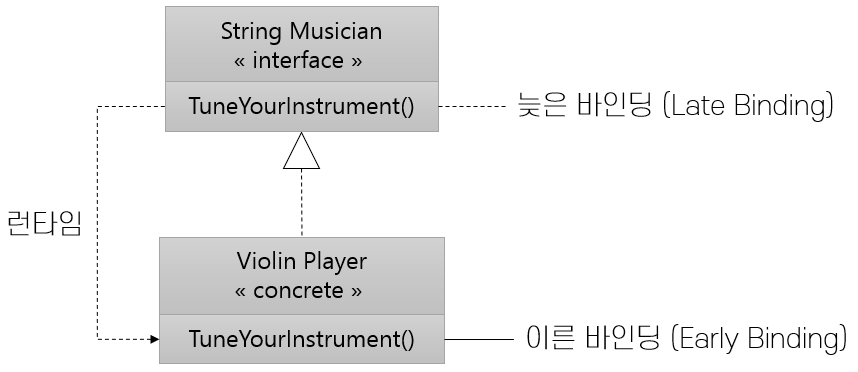 String Musician
« interface »
TuneYourInstrument()
늦은 바인딩 (Late Binding)
런타임
Violin Player
« concrete »
TuneYourInstrument()
이른 바인딩 (Early Binding)